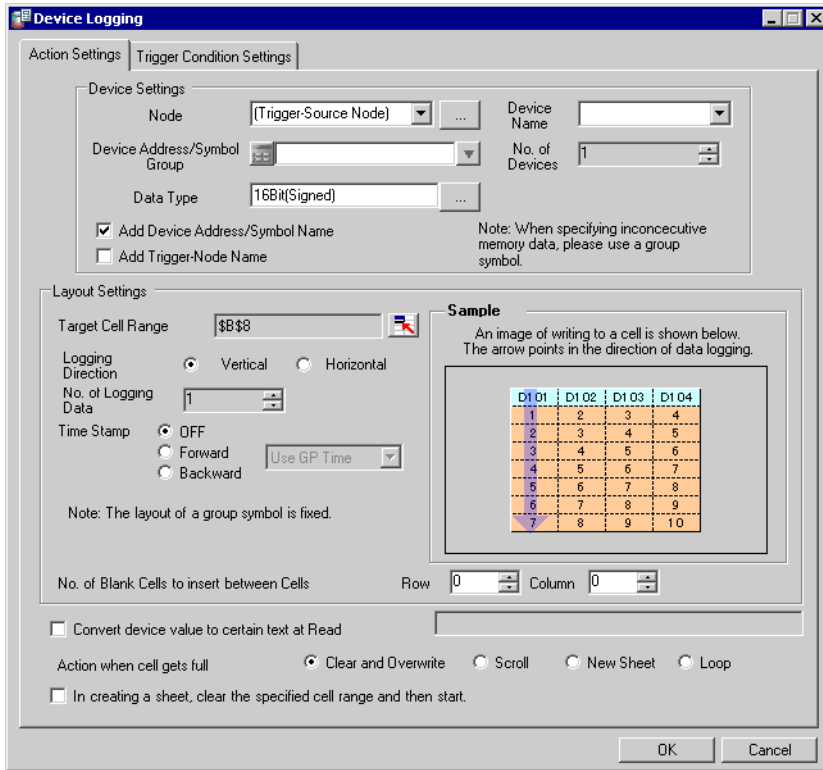 Device Logging
Action Settings
Trigger Condition Settings
Device Settings
Node
(Trigger-Source Node)
...
Device
Name
Device Address/Symbol
Group
No. of
Devices
1
Data Type
16Bit(Signed)
...
Add Device Address/Symbol Name
Add Trigger-Node Name
Note: When specifying inconcecutive
memory data, please use a group
symbol.
Layout Settings
Target Cell Range
$B$8
Logging
Direction
Vertical
Horizontal
No. of Logging
Data
1
Time Stamp
OFF
Forward
Backward
Use GP Time
Note: The layout of a group symbol is fixed.
Sample
An image of writing to a cell is shown below.
The arrow points in the direction of data logging.
D101 D102 D103 D104
1 2 3 4
2 3 4 5
3 4 5 6
4 5 6 7
5 6 7 8
6 7 8 9
7 8 9 10
No. of Blank Cells to insert between Cells
Row
0
Column
0
Convert device value to certain text at Read
Action when cell gets full
Clear and Overwrite
Scroll
New Sheet
Loop
In creating a sheet, clear the specified cell range and then start.
OK
Cancel